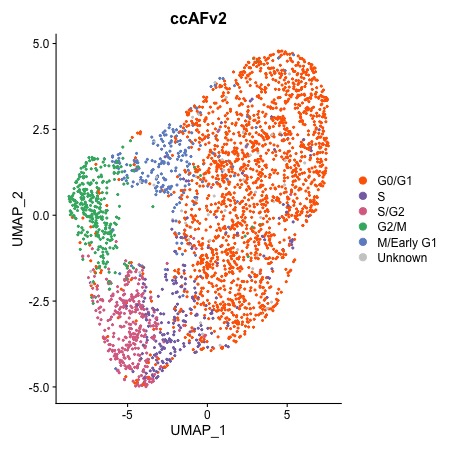 ccAFv2
5.0
2.5
0.0
-2.5
-5.0
UMAP_2
-5
0
5
UMAP_1
G0/G1
S
S/G2
G2/M
M/Early G1
Unknown